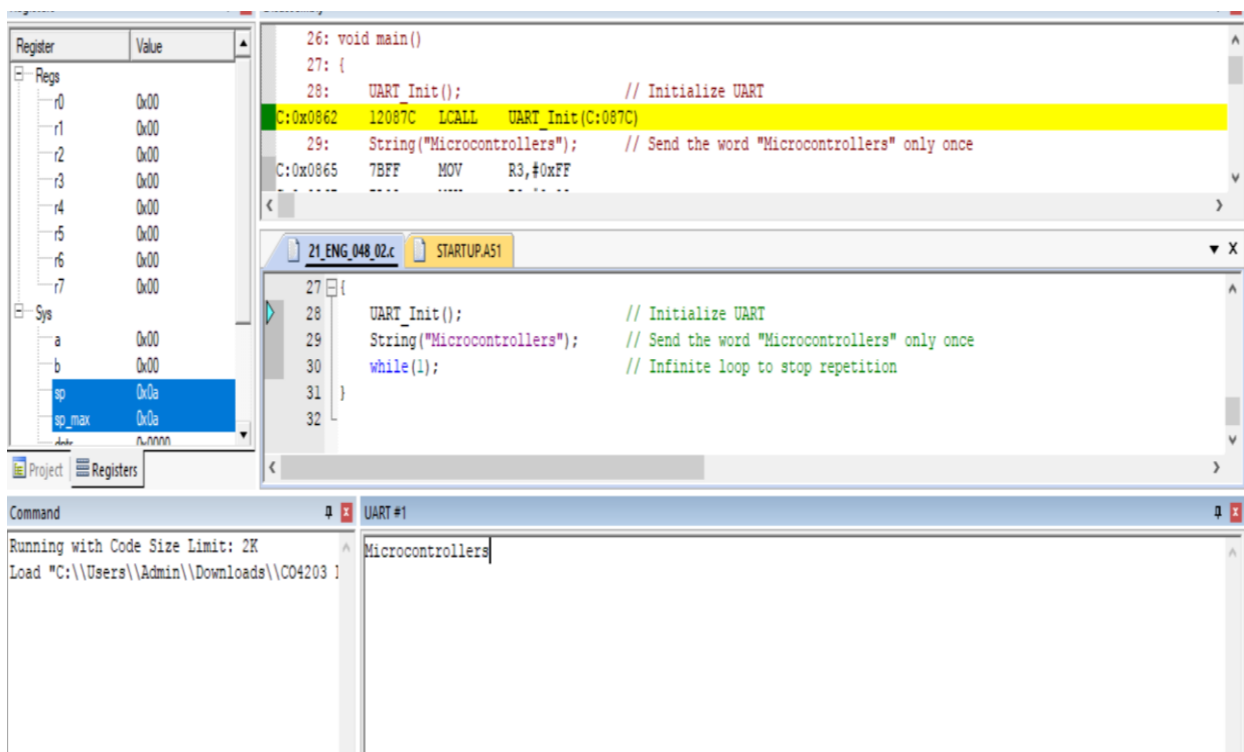 Register Value
Regs
r0 0x00
r1 0x00
r2 0x00
r3 0x00
r4 0x00
r5 0x00
r6 0x00
r7 0x00
Sys
a 0x00
b 0x00
sp 0x0a
sp_max 0x0a
Project Registers
26: void main()
27: {
28: UART_Init(); // Initialize UART
C:0x0862 12087C LCALL UART_Init(C:087C)
29: String("Microcontrollers"); // Send the word "Microcontrollers" only once
C:0x0865 7BFF MOV R3,#0xFF
21_ENG_048_02.c STARTUP.A51
27 {
28 UART_Init(); // Initialize UART
29 String("Microcontrollers"); // Send the word "Microcontrollers" only once
30 while(1); // Infinite loop to stop repetition
31 }
32
Command
Running with Code Size Limit: 2K
Load "C:\\Users\\Admin\\Downloads\\CO4203
UART #1
Microcontrollers